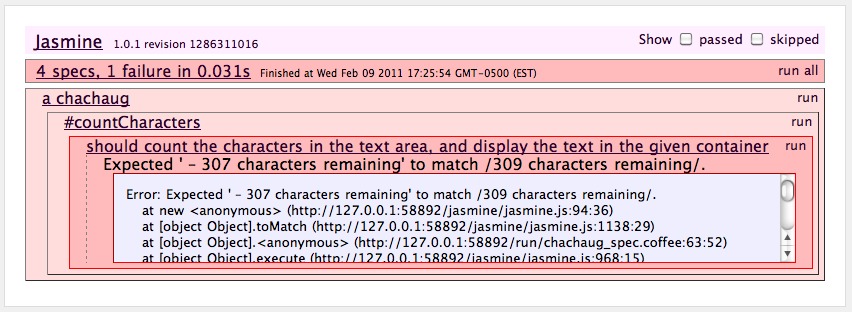 Jasmine 1.0.1 revision 1286311016 Show passed skipped
4 specs, 1 failure in 0.031s Finished at Wed Feb 09 2011 17:25:54 GMT-0500 (EST) run all
a chachaug run
#countCharacters run
should count the characters in the text area, and display the text in the given container run
Expected ' - 307 characters remaining' to match /309 characters remaining/.
Error: Expected ' - 307 characters remaining' to match /309 characters remaining/.
at new <anonymous> (http://127.0.0.1:58892/jasmine/jasmine.js:94:36)
at [object Object].toMatch (http://127.0.0.1:58892/jasmine/jasmine.js:1138:29)
at [object Object].<anonymous> (http://127.0.0.1:58892/run/chachaug_spec.coffee:63:52)
at [object Object].execute (http://127.0.0.1:58892/jasmine/jasmine.js:968:15)